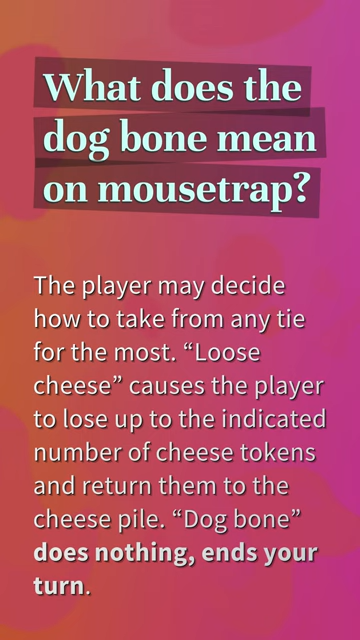 What does the
dog bone mean
on mousetrap?
The player may decide
how to take from any tie
for the most. “Loose
cheese” causes the player
to lose up to the indicated
number of cheese tokens
and return them to the
cheese pile. “Dog bone”
does nothing, ends your
turn.